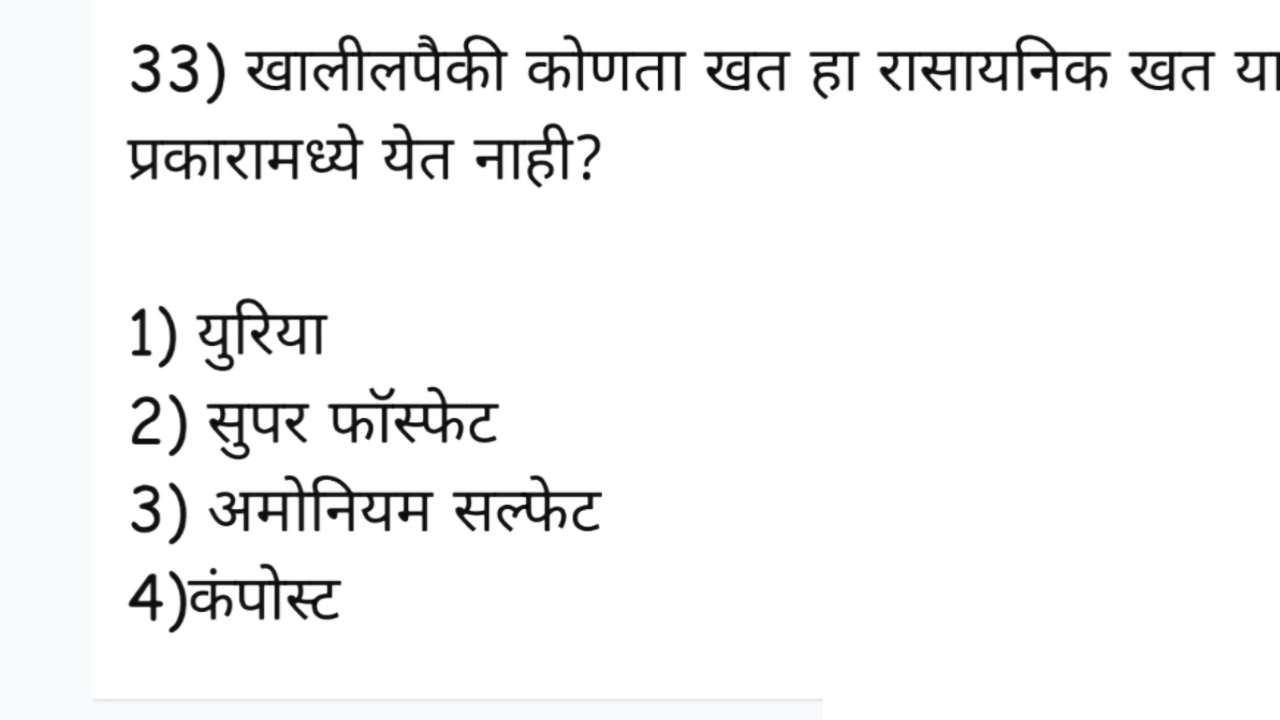 33) खालीलपैकी कोणता खत हा रासायनिक खत या
प्रकारामध्ये येत नाही?
1) युरिया
2) सुपर फॉस्फेट
3) अमोनियम सल्फेट
4)कंपोस्ट